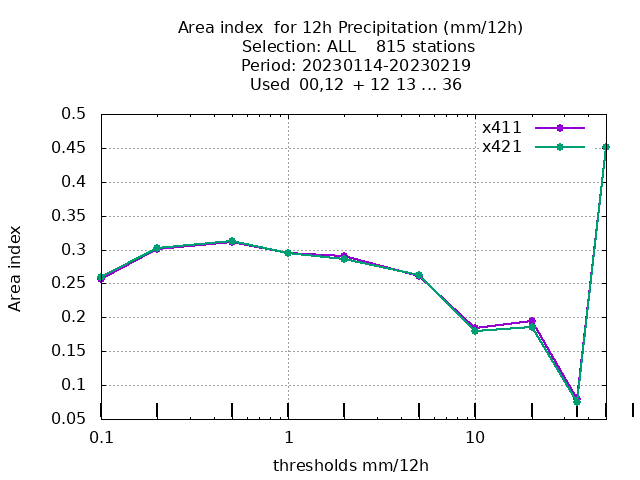 Area index  for 12h Precipitation (mm/12h)
Selection: ALL    815 stations
Period: 20230114-20230219
Used  00,12  + 12 13 ... 36
x411
x421
0.5
0.45
0.4
0.35
0.3
0.25
0.2
0.15
0.1
0.05
Area index
0.1
1
10
thresholds mm/12h